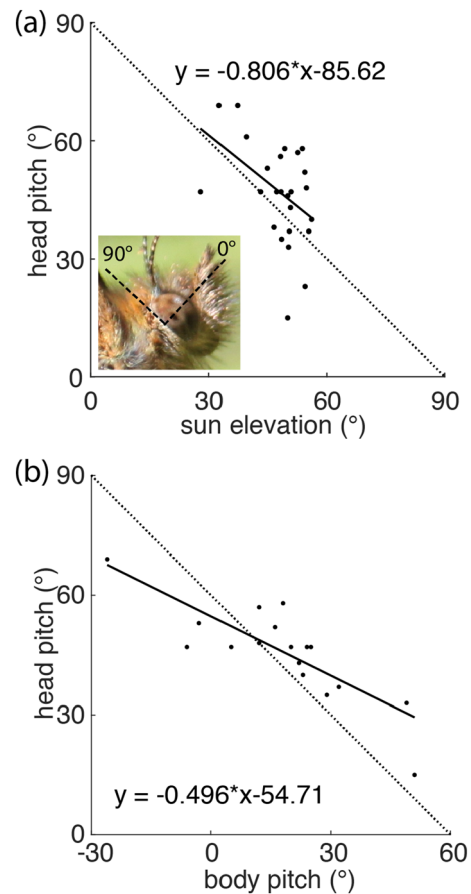 (a)
90
y = -0.806*x-85.62
60
head pitch (°)
30
90°
0°
0
0
30
60
90
sun elevation (°)
(b)
90
60
head pitch (°)
30
y = -0.496*x-54.71
0
-30
0
30
60
body pitch (°)